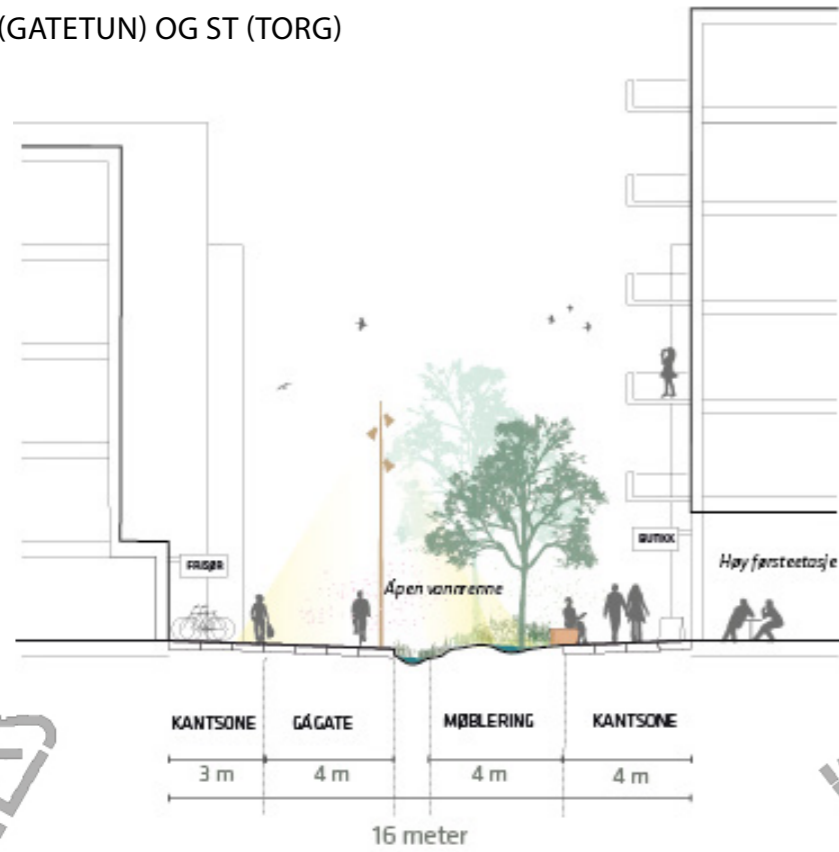 (GATETUN) OG ST (TORG)
FRISØR
BUTIKK
Høy førsteetasje
Åpen vannrenne
KANTSONE GÅGATE MØBLERING KANTSONE
3 m 4 m 4 m 4 m
16 meter